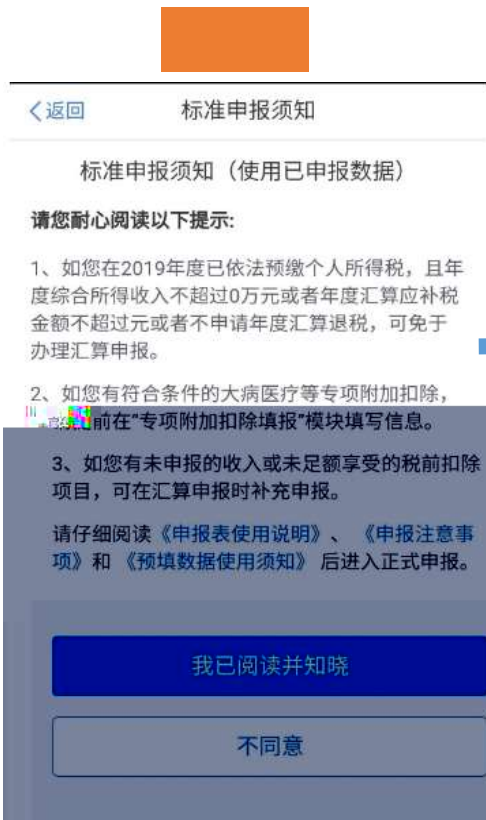 返回
标准申报须知
标准申报须知（使用已申报数据）
请您耐心阅读以下提示:
1、如您在2019年度已依法预缴个人所得税，且年
度综合所得收入不超过0万元或者年度汇算应补税
金额不超过元或者不申请年度汇算退税，可免于
办理汇算申报。
2、如您有符合条件的大病医疗等专项附加扣除，
前在“专项附加扣除填报”模块填写信息。
3、如您有未申报的收入或未足额享受的税前扣除
项目，可在汇算申报时补充申报。
请仔细阅读《申报表使用说明》、《申报注意事
项》和《预填数据使用须知》后进入正式申报。
我已阅读并知晓
不同意